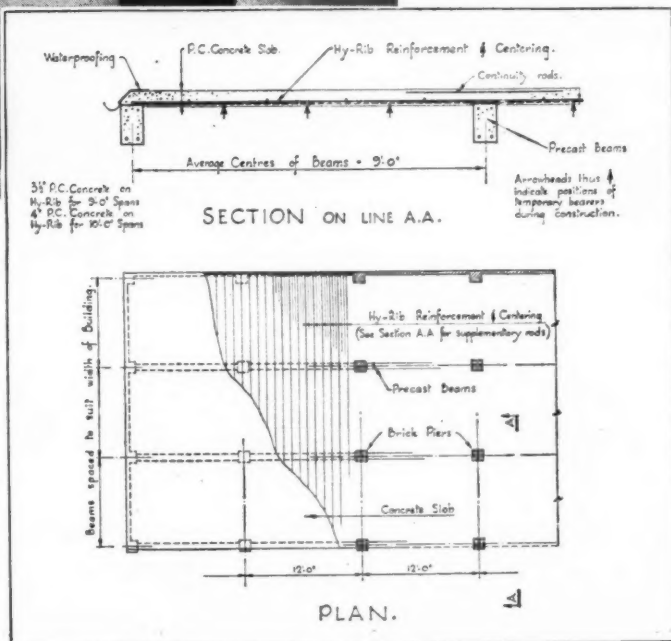 P.C. Concrete Slab.
Hy-Rib Reinforcement & Centering.
Waterproofing
Continuity rods.
Precast Beams
Average Centres of Beams = 9'.0"
3½" P.C. Concrete on
Hy-Rib for 9'-0" Spans
4" P.C. Concrete on
Hy-Rib for 10'-0" Spans
Arrowheads thus
indicate positions of
temporary bearers
during construction.
SECTION ON LINE A.A.
Beams spaced to suit width of Building.
Hy-Rib Reinforcement & Centering
(See Section A.A for supplementary rods)
Precast Beams
A
Brick Piers
Concrete Slab
12'.0"
12'.0"
A
PLAN.